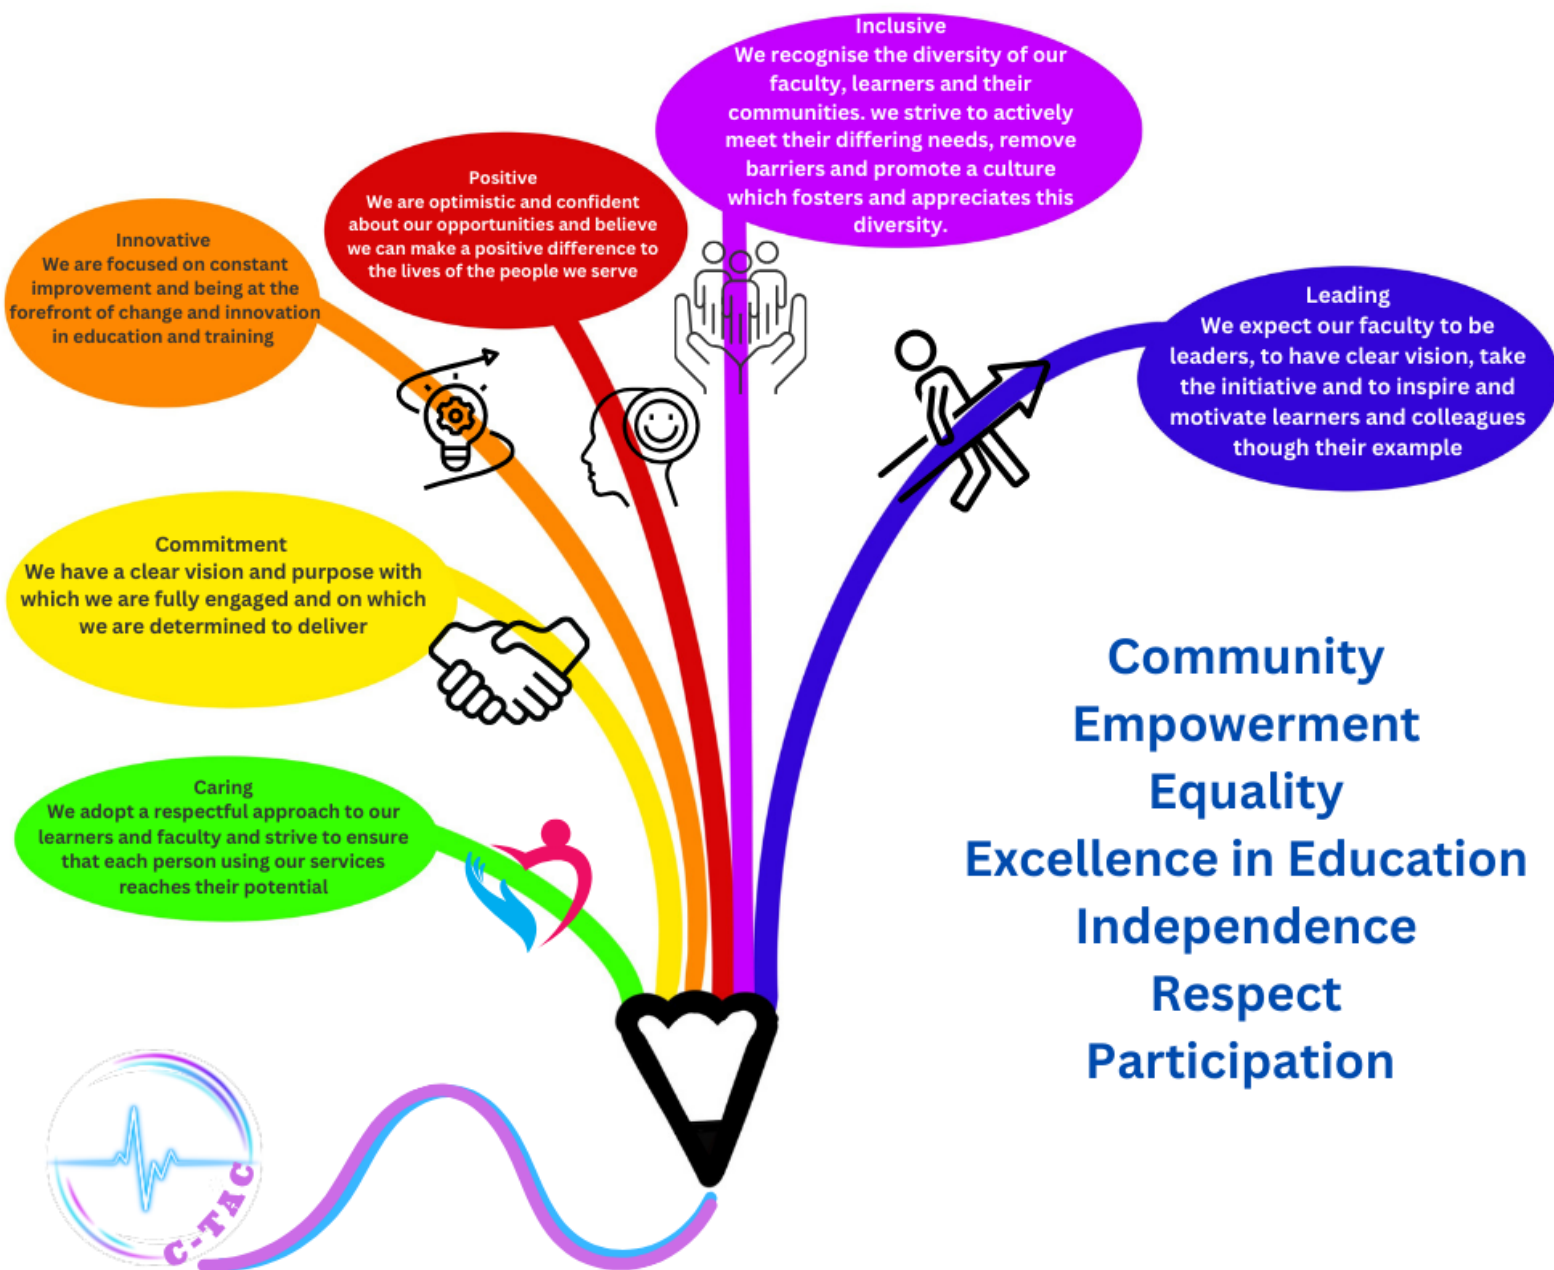 Inclusive
We recognise the diversity of our
faculty, learners and their
communities. we strive to actively
meet their differing needs, remove
barriers and promote a culture
which fosters and appreciates this
diversity.
Positive
We are optimistic and confident
about our opportunities and believe
we can make a positive difference to
the lives of the people we serve
Innovative
We are focused on constant
improvement and being at the
forefront of change and innovation
in education and training
Leading
We expect our faculty to be
leaders, to have clear vision, take
the initiative and to inspire and
motivate learners and colleagues
though their example
Commitment
We have a clear vision and purpose with
which we are fully engaged and on which
we are determined to deliver
Caring
We adopt a respectful approach to our
learners and faculty and strive to ensure
that each person using our services
reaches their potential
Community
Empowerment
Equality
Excellence in Education
Independence
Respect
Participation
C-TAC